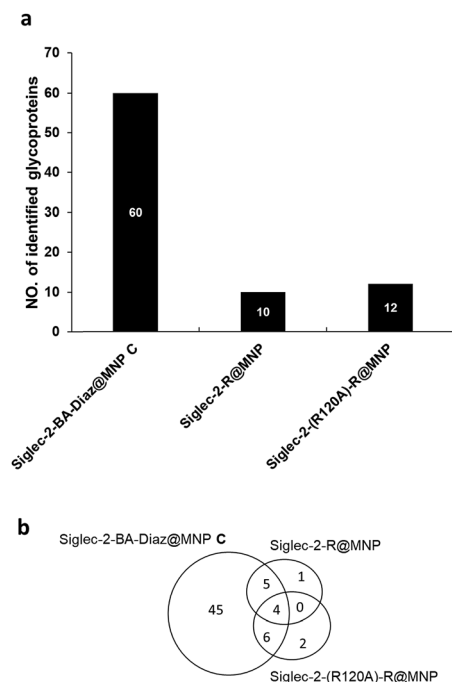 a
NO. of identified glycoproteins
70
60
50
40
30
20
10
0
60
10
12
Siglec-2-BA-Diaz@MNP C
Siglec-2-R@MNP
Siglec-2-(R120A)-R@MNP
b
Siglec-2-BA-Diaz@MNP C
Siglec-2-R@MNP
45
5
1
4
0
6
2
Siglec-2-(R120A)-R@MNP